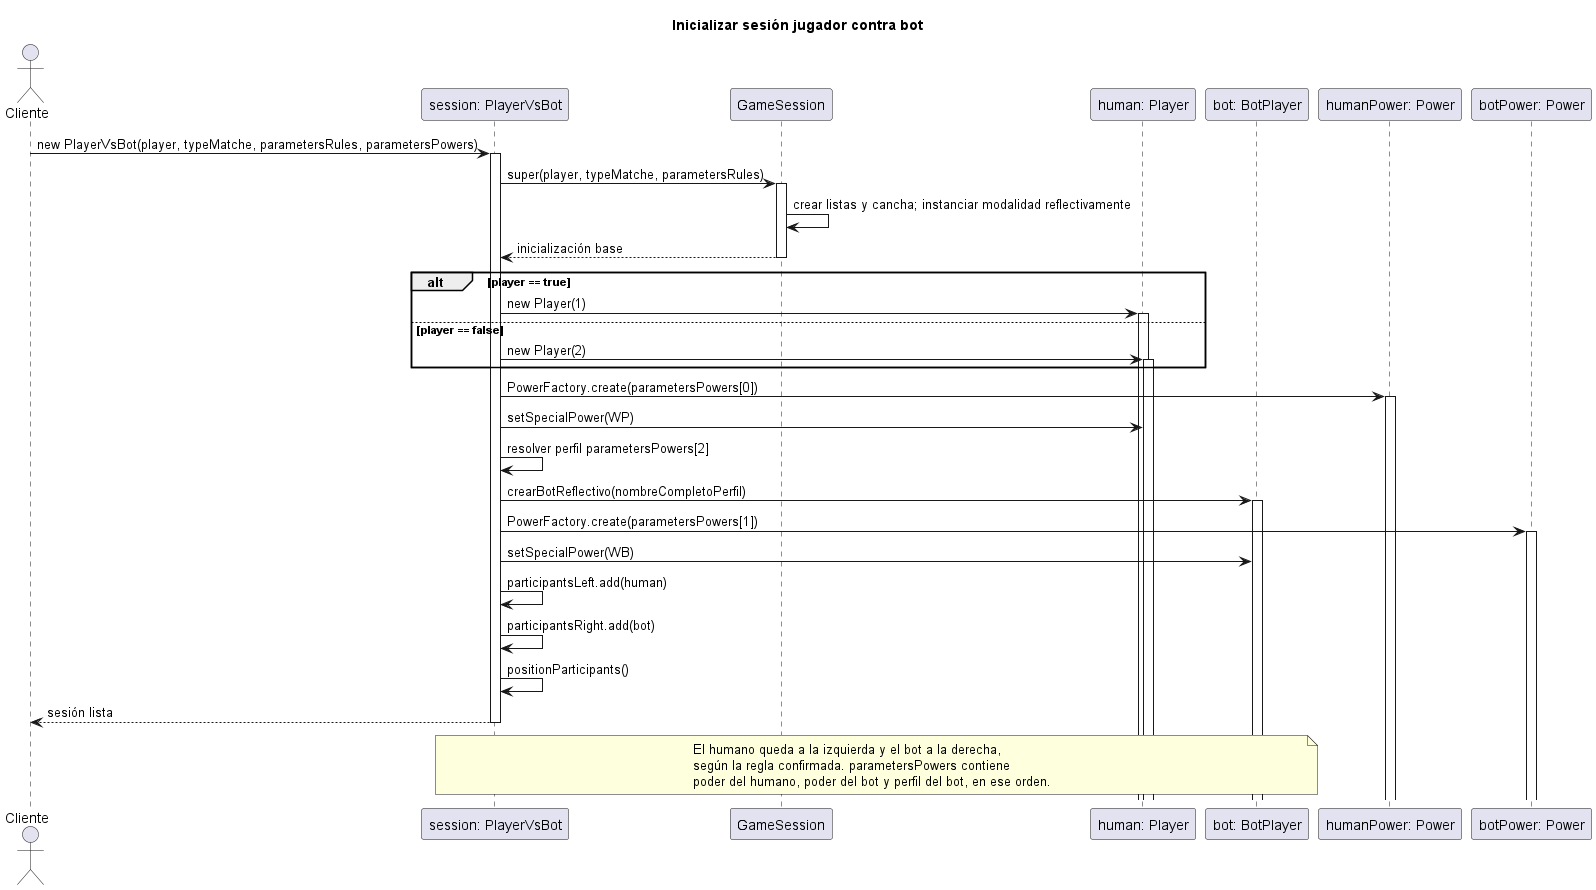 Inicializar sesión jugador contra bot
Cliente
session: PlayerVsBot
GameSession
human: Player
bot: BotPlayer
humanPower: Power
botPower: Power
new PlayerVsBot(player, typeMatche, parametersRules, parametersPowers)
super(player, typeMatche, parametersRules)
crear listas y cancha; instanciar modalidad reflectivamente
inicialización base
alt
[player == true]
new Player(1)
[player == false]
new Player(2)
PowerFactory.create(parametersPowers[0])
setSpecialPower(WP)
resolver perfil parametersPowers[2]
crearBotReflectivo(nombreCompletoPerfil)
PowerFactory.create(parametersPowers[1])
setSpecialPower(WB)
participantsLeft.add(human)
participantsRight.add(bot)
positionParticipants()
sesión lista
El humano queda a la izquierda y el bot a la derecha,
según la regla confirmada. parametersPowers contiene
poder del humano, poder del bot y perfil del bot, en ese orden.
Cliente
session: PlayerVsBot
GameSession
human: Player
bot: BotPlayer
humanPower: Power
botPower: Power